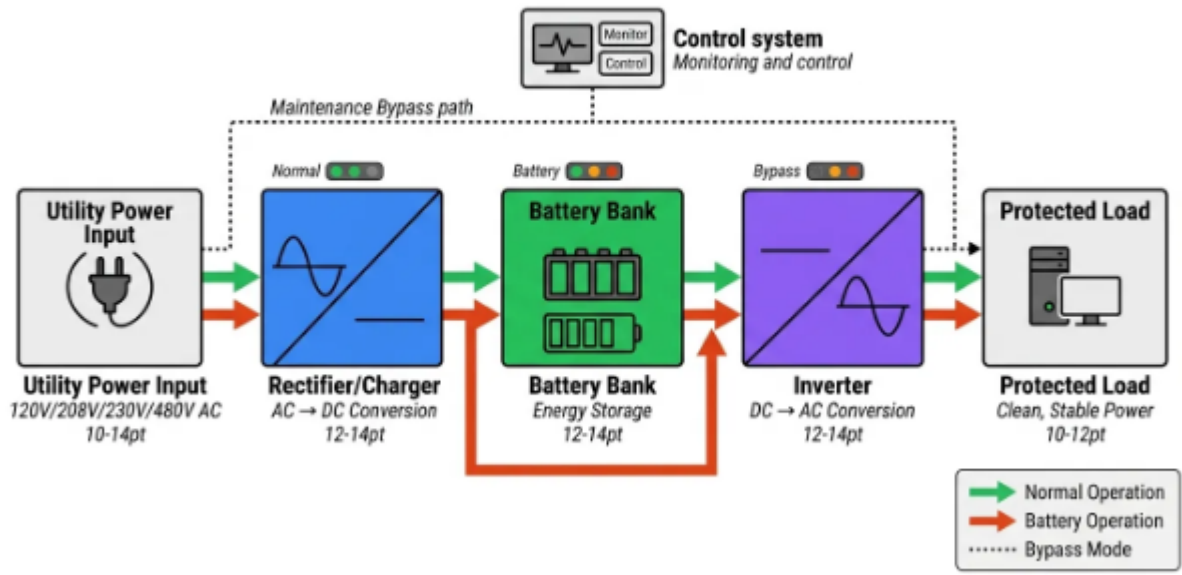 Monitor
Control
Control system
Monitoring and control
Maintenance Bypass path
Normal
Battery
Bypass
Utility Power
Input
Battery Bank
Protected Load
Utility Power Input
120V/208V/230V/480V AC
10-14pt
Rectifier/Charger
AC → DC Conversion
12-14pt
Battery Bank
Energy Storage
12-14pt
Inverter
DC → AC Conversion
12-14pt
Protected Load
Clean, Stable Power
10-12pt
Normal Operation
Battery Operation
Bypass Mode